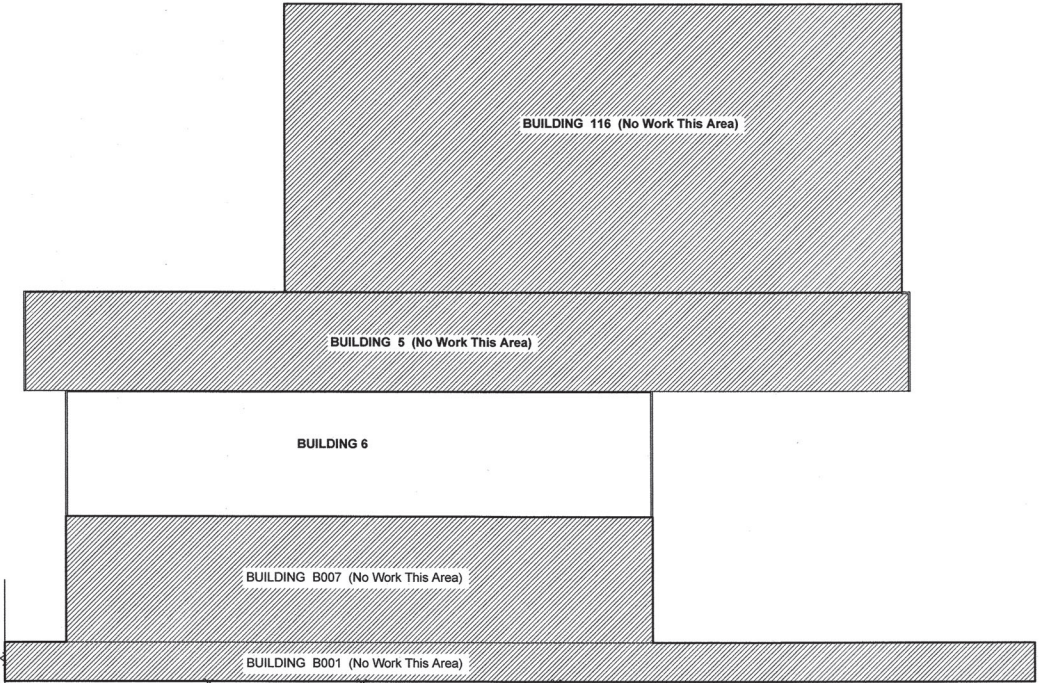 BUILDING 116 (No Work This Area)
BUILDING 5 (No Work This Area)
BUILDING 6
BUILDING B007 (No Work This Area)
BUILDING B001 (No Work This Area)